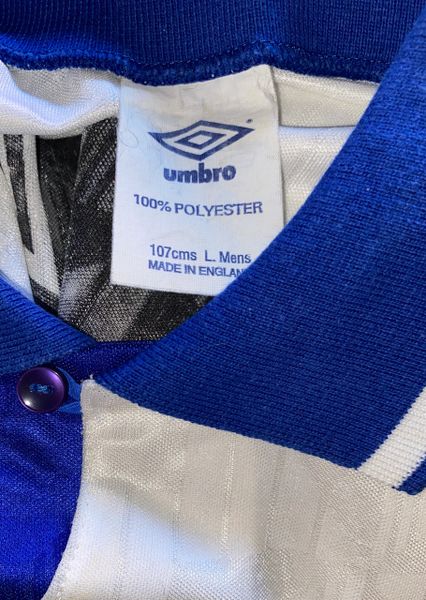 umbro
100% POLYESTER
107cms L. Mens
MADE IN ENGLAND